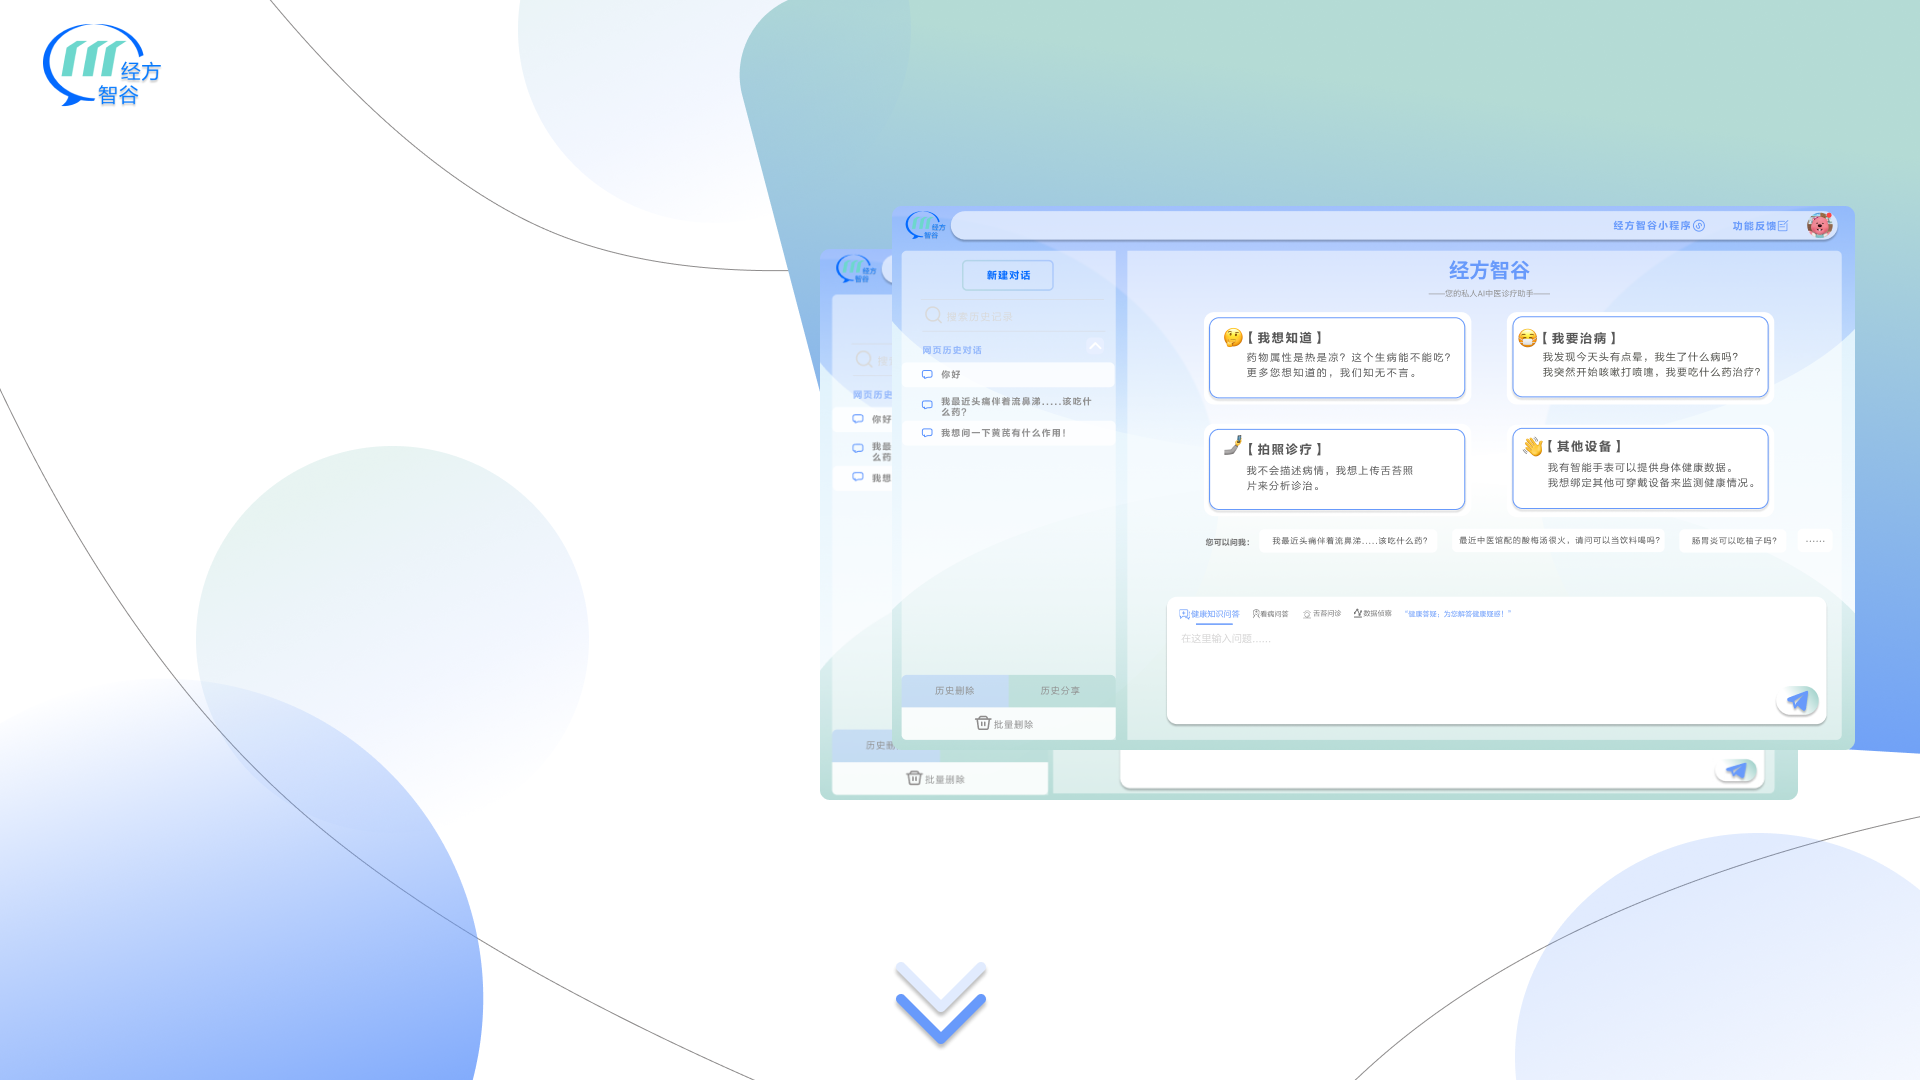 经方
智谷
经方
智谷
经方智谷小程序
功能反馈
新建对话
搜索历史记录
网页历史对话
你好
我最近头痛伴着流鼻涕.....该吃什
么药?
我想问一下黄芪有什么作用!
历史删除
历史分享
批量删除
经方智谷
——您的私人AI中医诊疗助手——
【 我想知道 】
药物属性是热是凉? 这个生病能不能吃?
更多您想知道的，我们知无不言。
【 我要治病 】
我发现今天头有点晕，我生了什么病吗?
我突然开始咳嗽打喷嚏，我要吃什么药治疗?
【 拍照诊疗 】
我不会描述病情，我想上传舌苔照
片来分析诊治。
【 其他设备 】
我有智能手表可以提供身体健康数据。
我想绑定其他可穿戴设备来监测健康情况。
您可以问我:
我最近头痛伴着流鼻涕.....该吃什么药?
最近中医馆配的酸梅汤很火，请问可以当饮料喝吗?
肠胃炎可以吃柚子吗?
......
健康知识问答
看病问答
舌苔问诊
数据侦察
“健康答疑：为您解答健康疑惑！”
在这里输入问题......
经方
智谷
搜
网页历史
你好
我最
么药
我想
历史删
批量删除